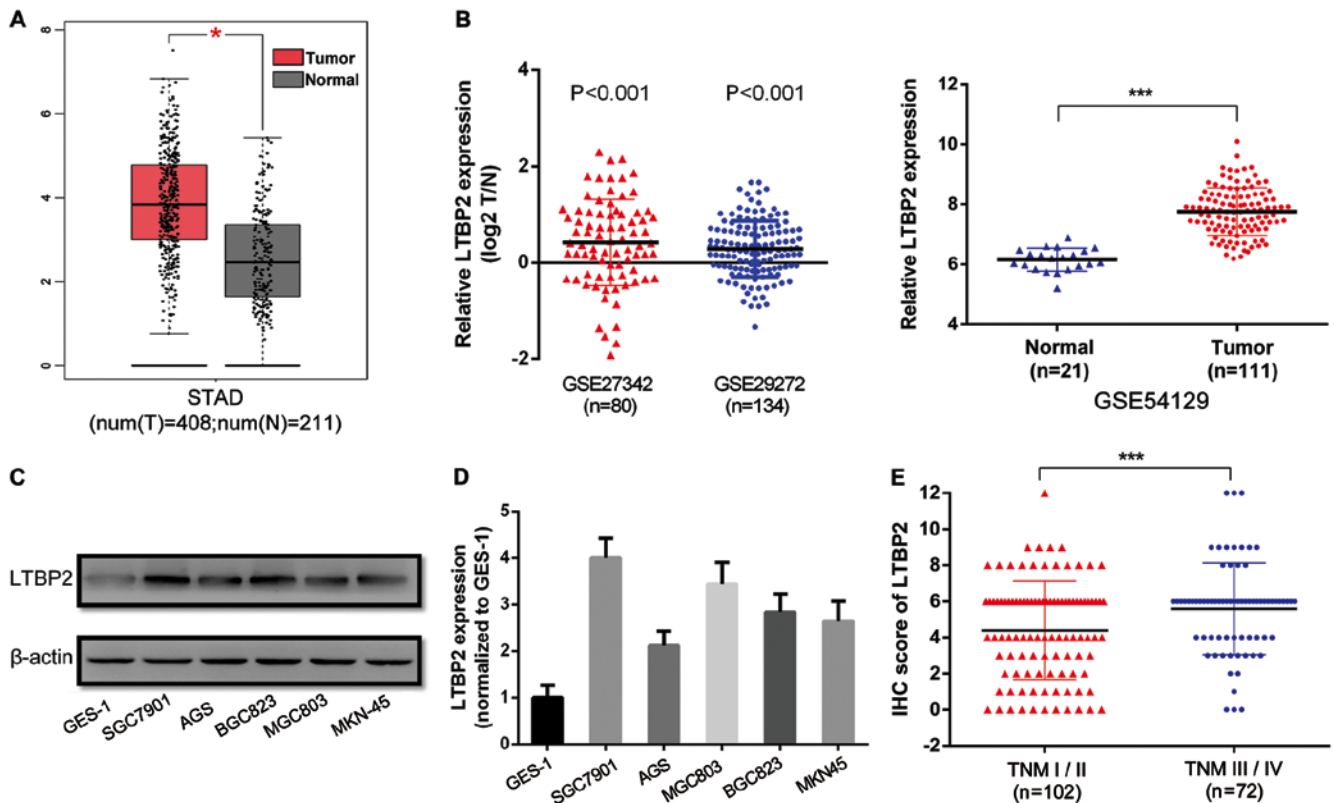 A
8
6
4
2
0
*
Tumor
Normal
STAD
(num(T)=408;num(N)=211)
B
Relative LTBP2 expression
(log2 T/N)
4
2
0
-2
P<0.001
P<0.001
GSE27342
(n=80)
GSE29272
(n=134)
Relative LTBP2 expression
12
10
8
6
4
***
Normal
(n=21)
Tumor
(n=111)
GSE54129
C
LTBP2
β-actin
GES-1
SGC7901
AGS
BGC823
MGC803
MKN-45
D
LTBP2 expression
(normalized to GES-1)
5
4
3
2
1
0
GES-1
SGC7901
AGS
MGC803
BGC823
MKN45
E
IHC score of LTBP2
12
10
8
6
4
2
0
-2
***
TNM I / II
(n=102)
TNM III / IV
(n=72)